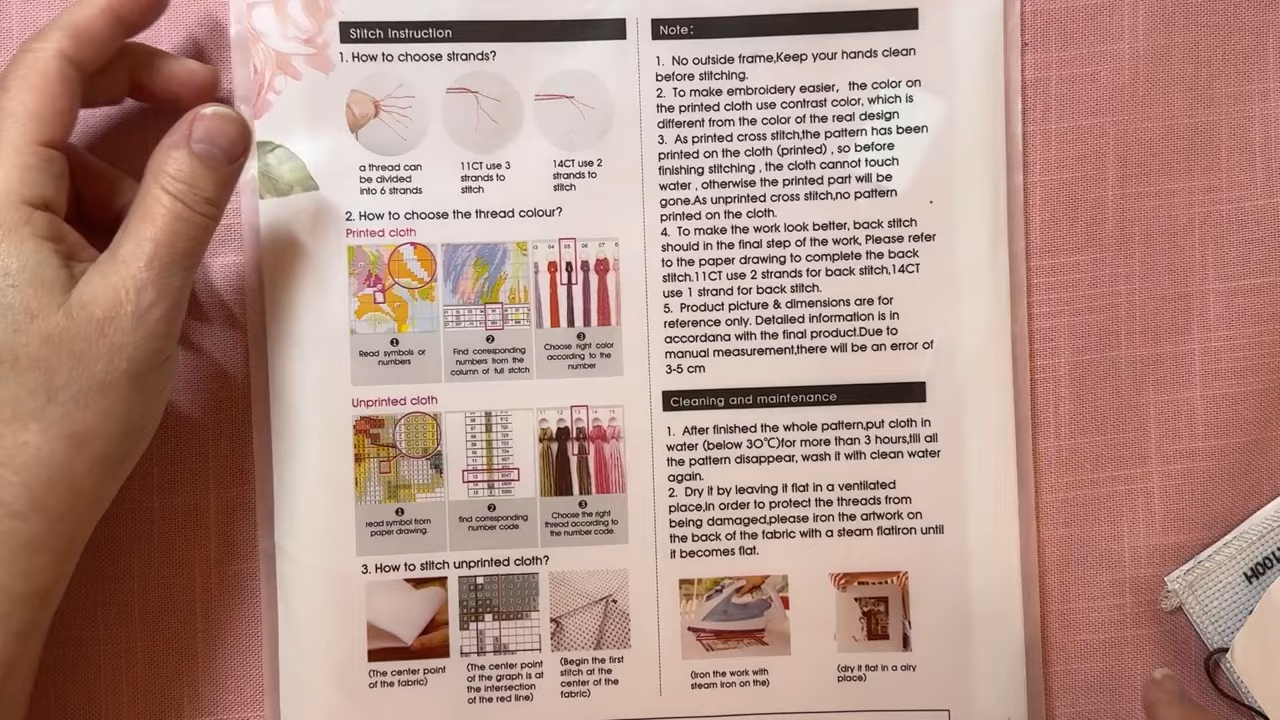 Stitch Instruction
1. How to choose strands?
a thread can
be divided
into 6 strands
11CT use 3
strands to
stitch
14CT use 2
strands to
stitch
2. How to choose the thread colour?
Printed cloth
03 04 05 06 07
1
Read symbols or
numbers
2
Find corresponding
numbers from the
column of full stctch
3
Choose right color
according to the
number
Unprinted cloth
11 12 13 14 15
1
read symbol from
paper drawing.
2
find corresponding
number code.
3
Choose the right
thread according to
the number code.
3. How to stitch unprinted cloth?
(The center point
of the fabric)
(The center point
of the graph is at
the intersection
of the red line)
(Begin the first
stitch at the
center of the
fabric)
Note:
1. No outside frame,Keep your hands clean
before stitching.
2. To make embroidery easier, the color on
the printed cloth use contrast color, which is
different from the color of the real design
3. As printed cross stitch,the pattern has been
printed on the cloth (printed) , so before
finishing stitching , the cloth cannot touch
water , otherwise the printed part will be
gone.As unprinted cross stitch,no pattern
printed on the cloth.
4. To make the work look better, back stitch
should in the final step of the work, Please refer
to the paper drawing to complete the back
stitch.11CT use 2 strands for back stitch,14CT
use 1 strand for back stitch.
5. Product picture & dimensions are for
reference only. Detailed information is in
accordana with the final product.Due to
manual measurement,there will be an error of
3-5 cm
Cleaning and maintenance
1. After finished the whole pattern,put cloth in
water (below 30℃)for more than 3 hours,till all
the pattern disappear, wash it with clean water
again.
2. Dry it by leaving it flat in a ventilated
place,In order to protect the threads from
being damaged,please iron the artwork on
the back of the fabric with a steam flatiron until
it becomes flat.
(Iron the work with
steam iron on the)
(dry it flat in a airy
place)